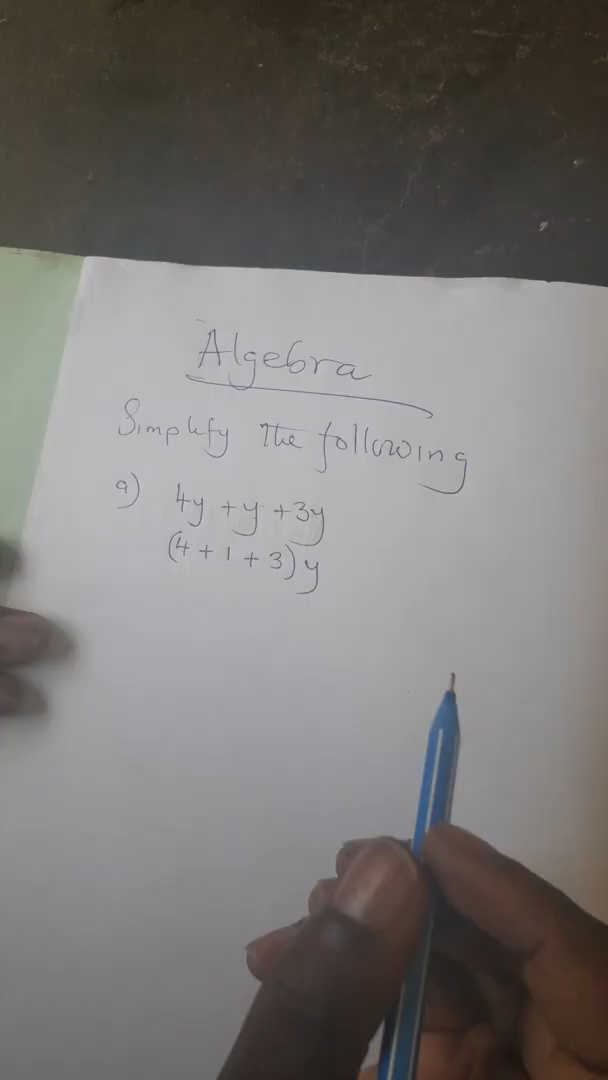 Algebra
Simplify the following
a) 4y + y + 3y
(4 + 1 + 3) y